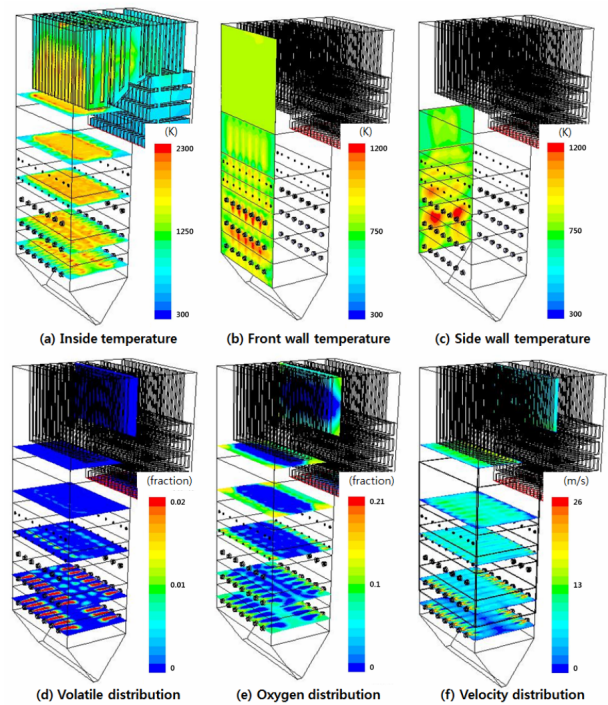 (K)
2300
1250
300
(K)
1200
750
300
(K)
1200
750
300
(a) Inside temperature
(b) Front wall temperature
(c) Side wall temperature
(fraction)
0.02
0.01
0
(fraction)
0.21
0.1
0
(m/s)
26
13
0
(d) Volatile distribution
(e) Oxygen distribution
(f) Velocity distribution